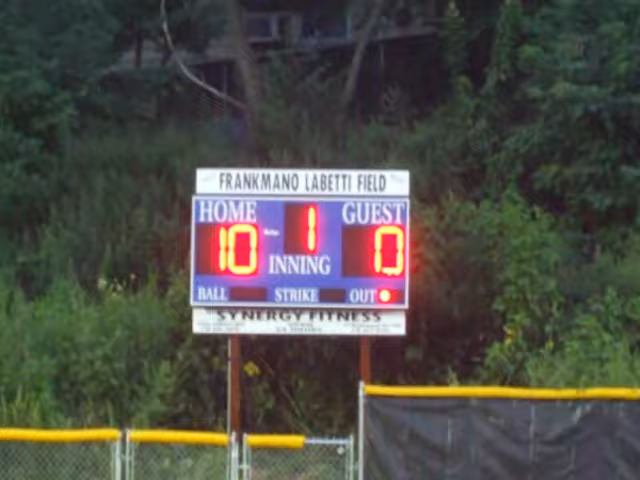 FRANKMANO LABETTI FIELD
HOME 1 GUEST
10 0
INNING
BALL STRIKE OUT
SYNERGY FITNESS